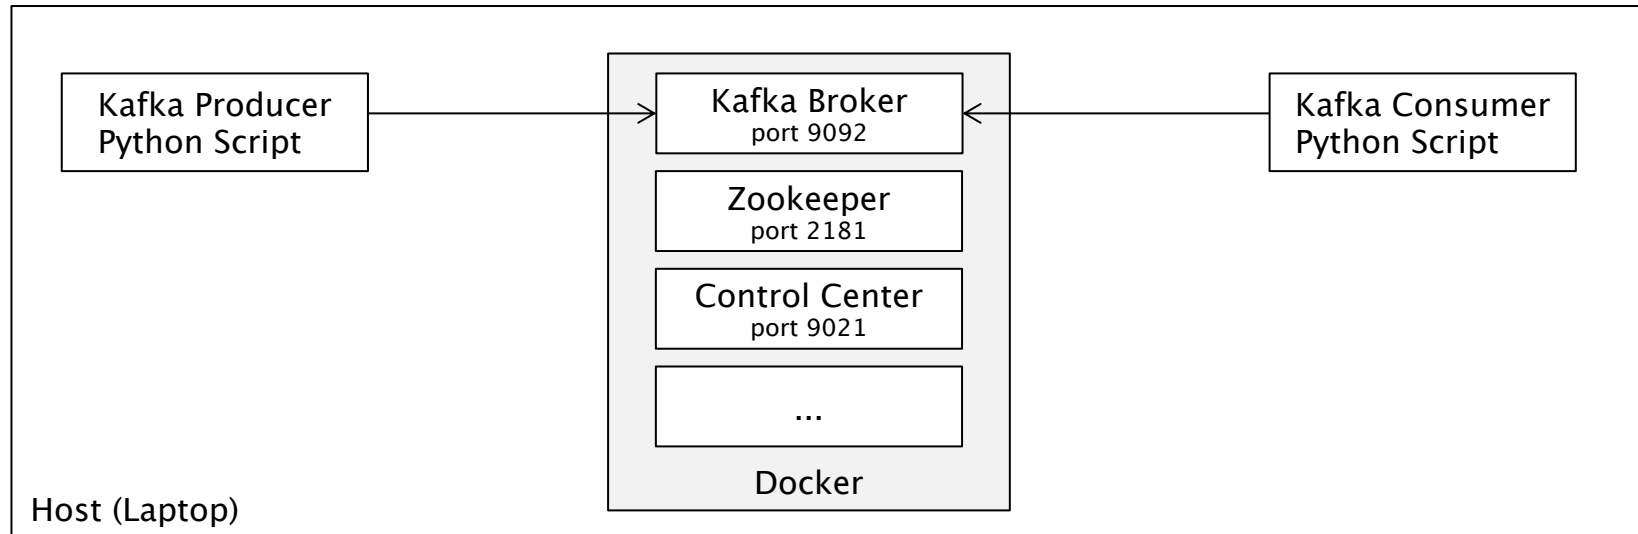 Kafka Producer
Python Script
Kafka Broker
port 9092
Zookeeper
port 2181
Control Center
port 9021
...
Docker
Kafka Consumer
Python Script
Host (Laptop)